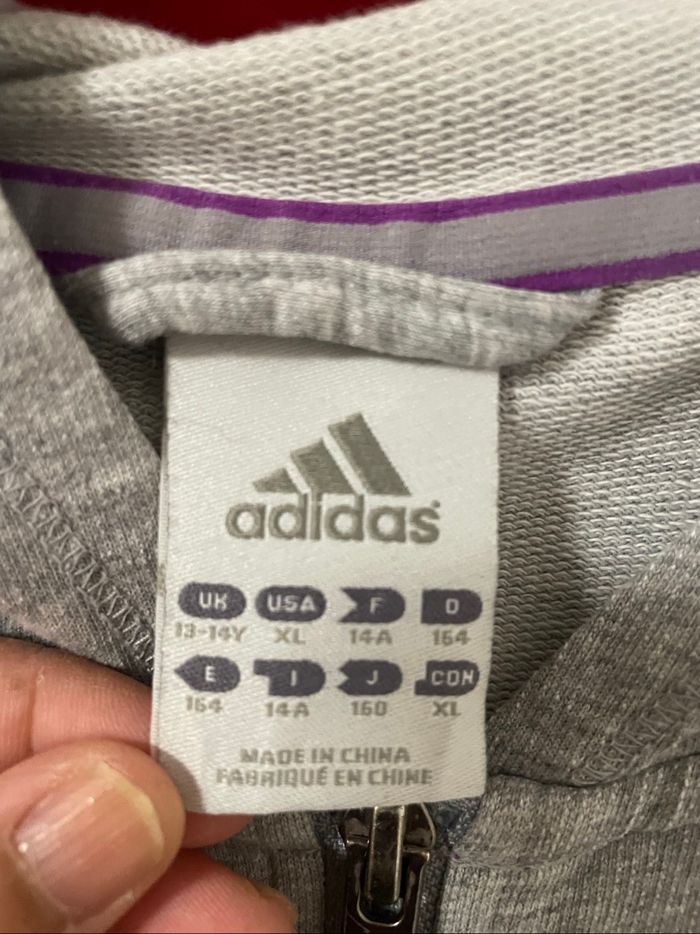 adidas
UK USA F D
13-14Y XL 14A 164
E I J CDN
164 14A 160 XL
MADE IN CHINA
FABRIQUÉ EN CHINE